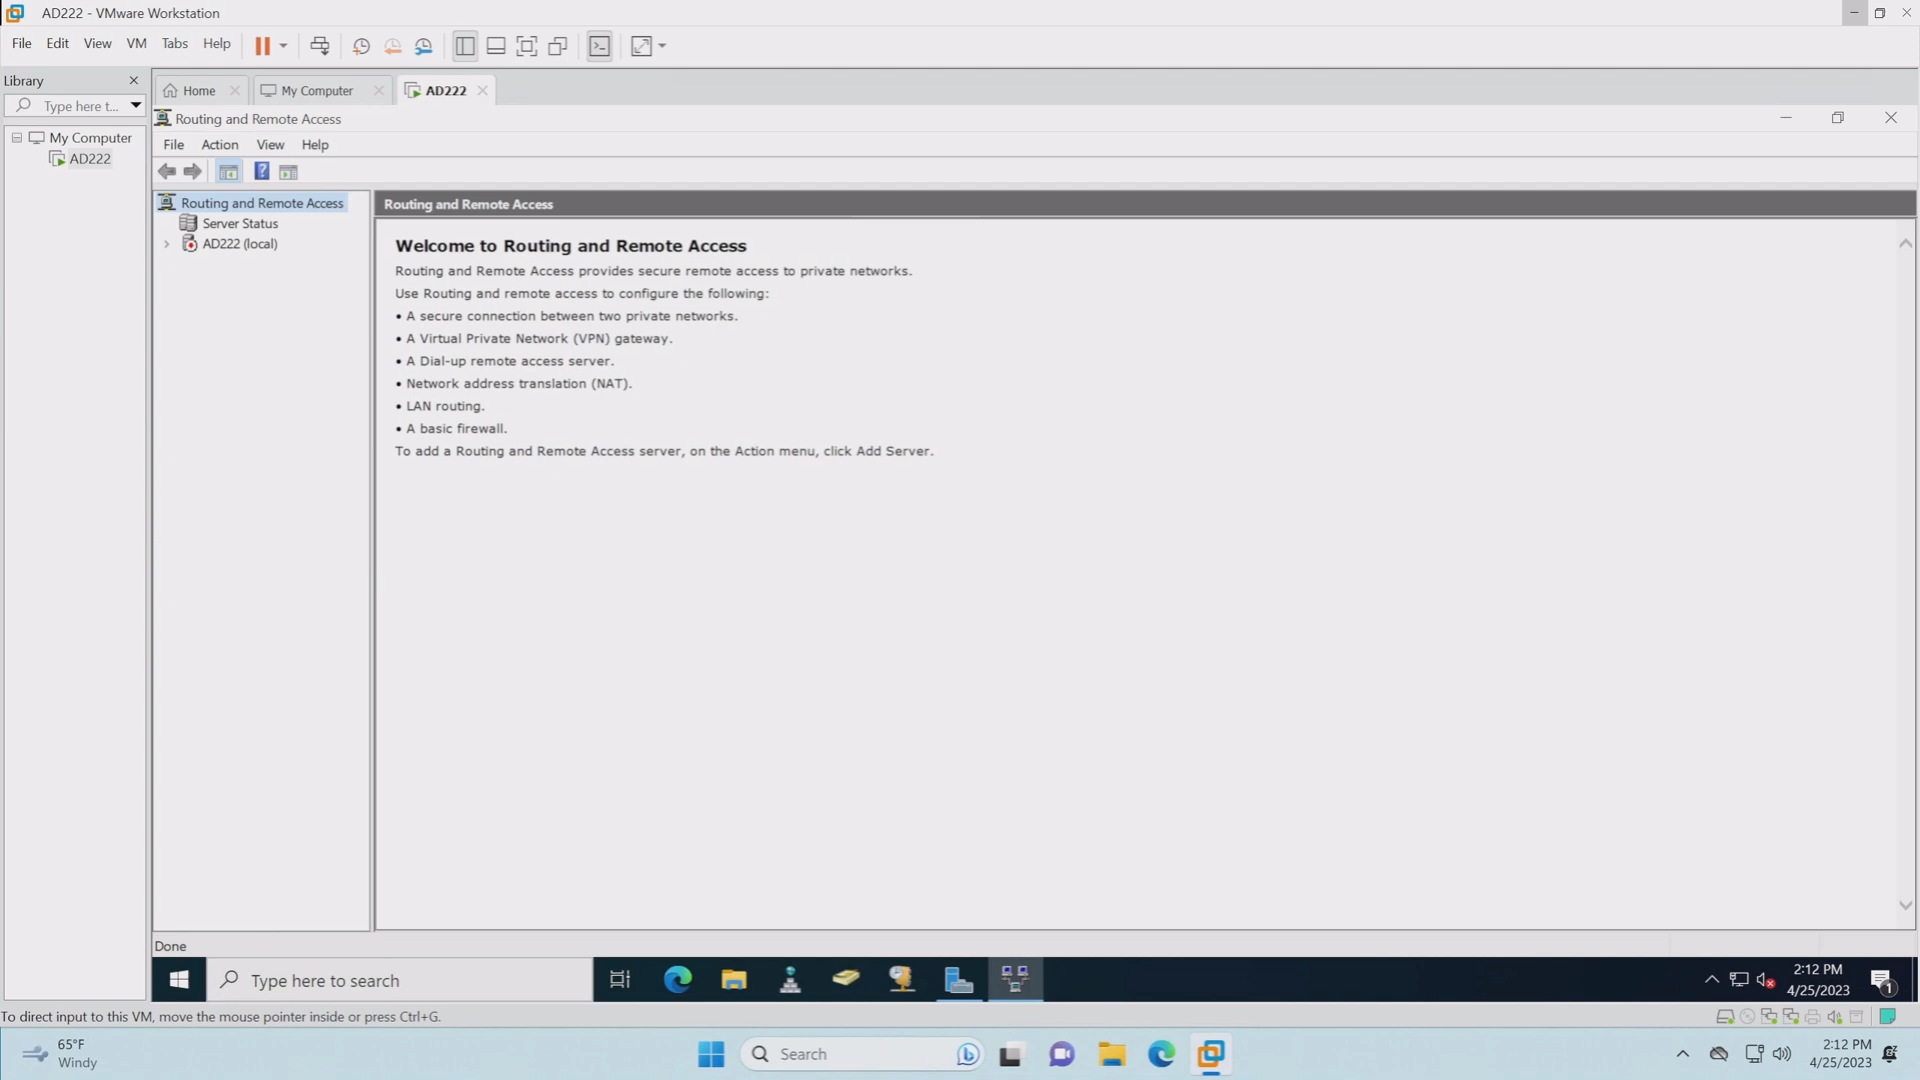 AD222 - VMware Workstation
File Edit View VM Tabs Help
Library
Type here t...
My Computer
AD222
Home
My Computer
AD222
Routing and Remote Access
File Action View Help
Routing and Remote Access
Server Status
AD222 (local)
Routing and Remote Access
Welcome to Routing and Remote Access
Routing and Remote Access provides secure remote access to private networks.
Use Routing and remote access to configure the following:
• A secure connection between two private networks.
• A Virtual Private Network (VPN) gateway.
• A Dial-up remote access server.
• Network address translation (NAT).
• LAN routing.
• A basic firewall.
To add a Routing and Remote Access server, on the Action menu, click Add Server.
Done
Type here to search
2:12 PM
4/25/2023
1
To direct input to this VM, move the mouse pointer inside or press Ctrl+G.
65°F
Windy
Search
2:12 PM
4/25/2023